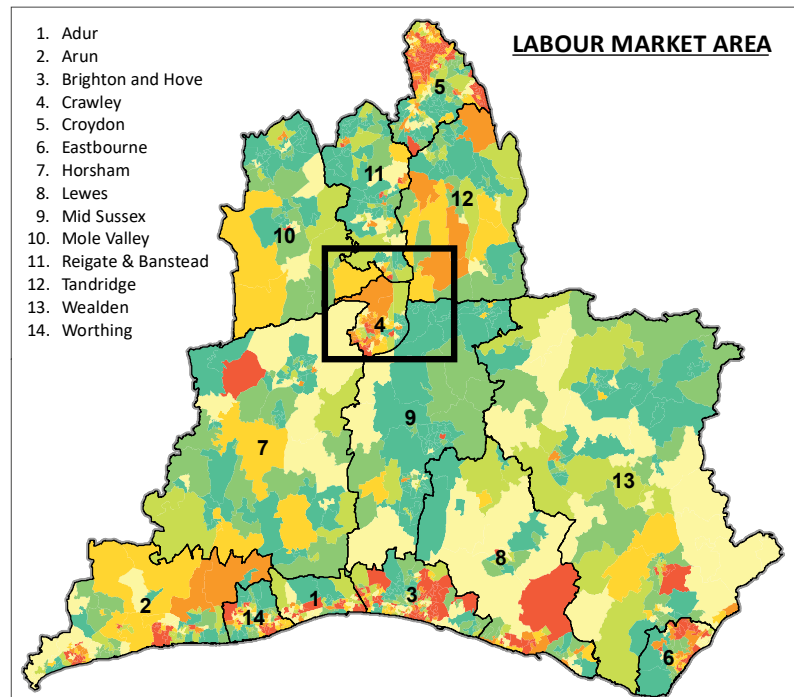 LABOUR MARKET AREA
1. Adur
2. Arun
3. Brighton and Hove
4. Crawley
5. Croydon
6. Eastbourne
7. Horsham
8. Lewes
9. Mid Sussex
10. Mole Valley
11. Reigate & Banstead
12. Tandridge
13. Wealden
14. Worthing
5
11
12
10
4
9
7
13
8
2
14
1
3
6